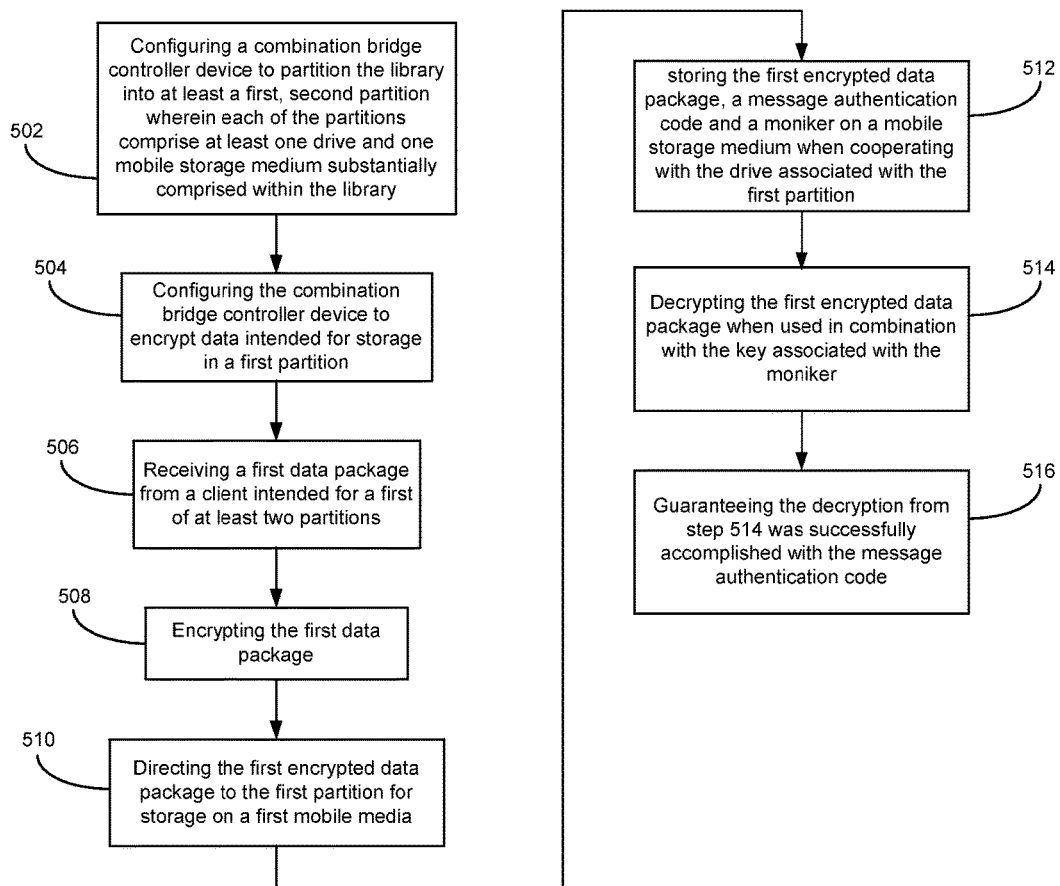 502
Configuring a combination bridge
controller device to partition the library
into at least a first, second partition
wherein each of the partitions
comprise at least one drive and one
mobile storage medium substantially
comprised within the library
504
Configuring the combination
bridge controller device to
encrypt data intended for storage
in a first partition
506
Receiving a first data package
from a client intended for a first
of at least two partitions
508
Encrypting the first data
package
510
Directing the first encrypted data
package to the first partition for
storage on a first mobile media
512
storing the first encrypted data
package, a message authentication
code and a moniker on a mobile
storage medium when cooperating
with the drive associated with the
first partition
514
Decrypting the first encrypted data
package when used in combination
with the key associated with the
moniker
516
Guaranteeing the decryption from
step 514 was successfully
accomplished with the message
authentication code